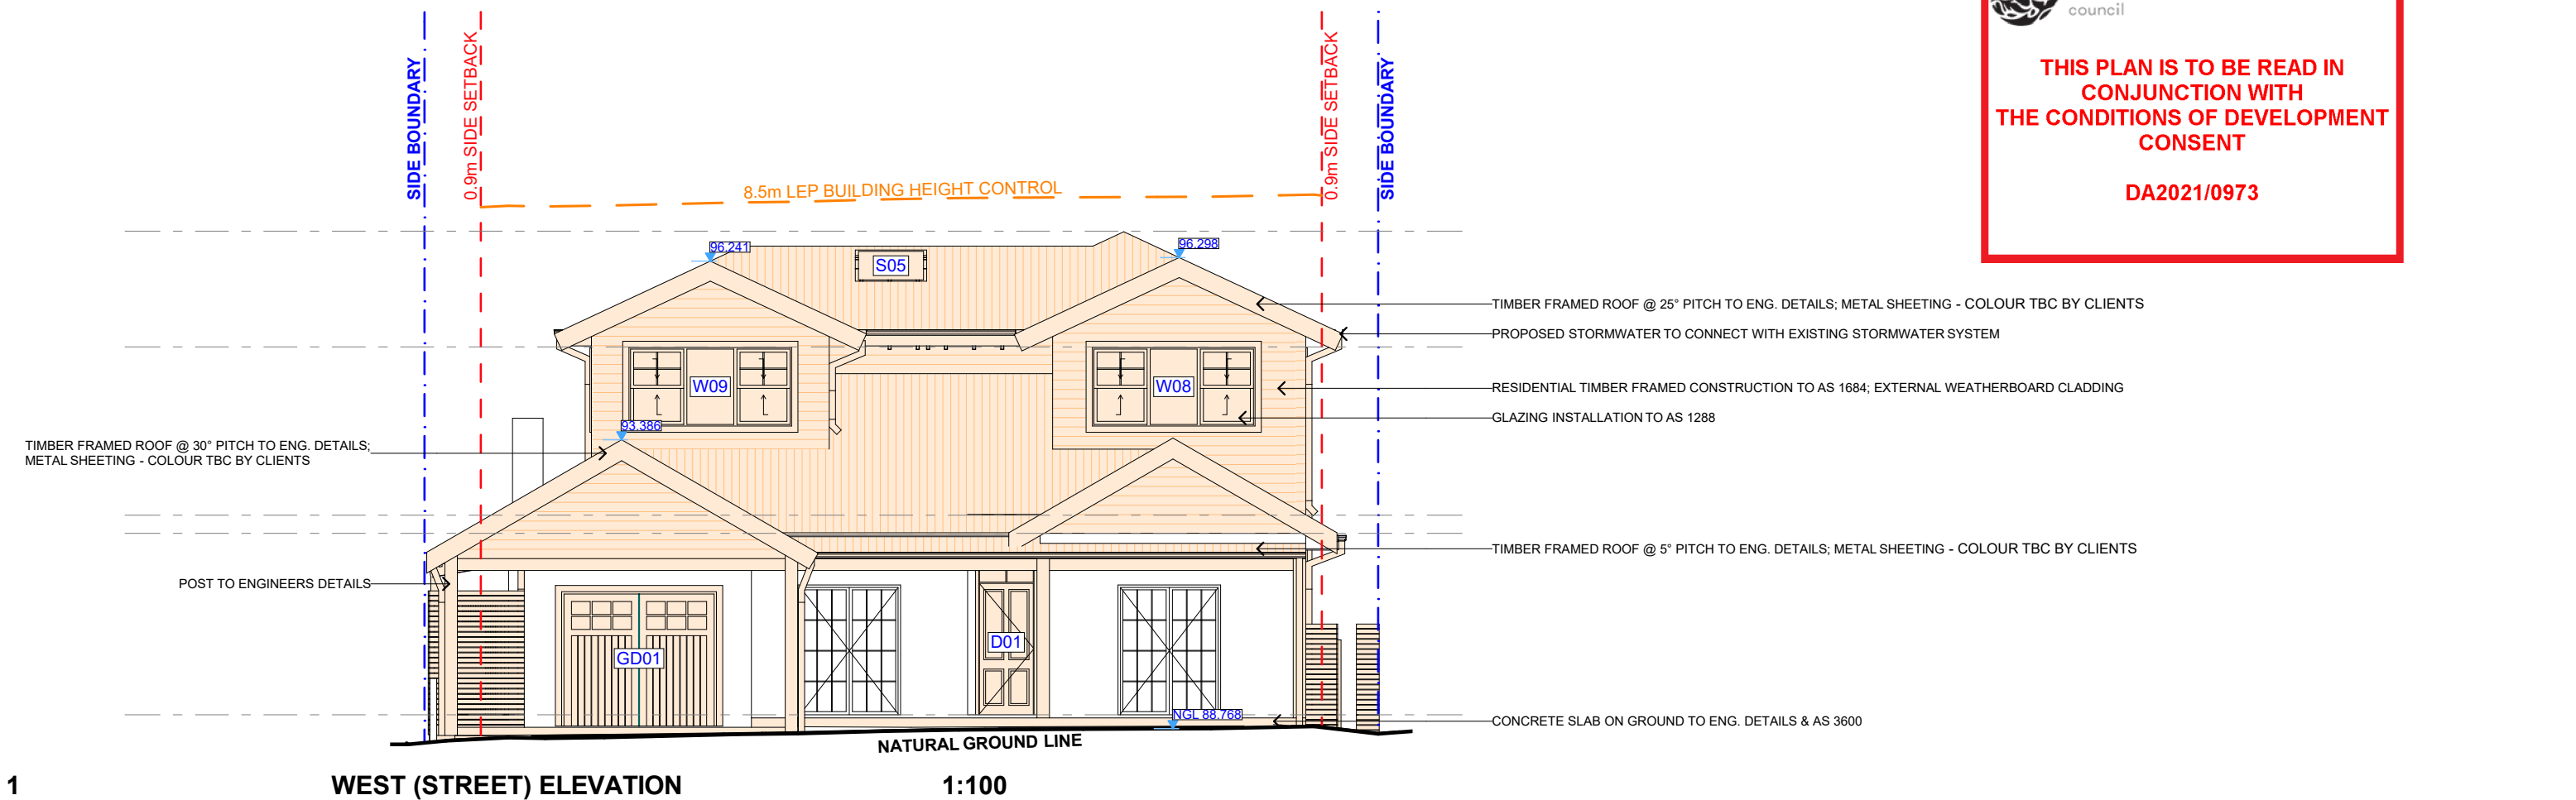 council
THIS PLAN IS TO BE READ IN
CONJUNCTION WITH
THE CONDITIONS OF DEVELOPMENT
CONSENT
DA2021/0973
SIDE BOUNDARY
0.9m SIDE SETBACK
0.9m SIDE SETBACK
SIDE BOUNDARY
8.5m LEP BUILDING HEIGHT CONTROL
96.241
96.298
S05
TIMBER FRAMED ROOF @ 25° PITCH TO ENG. DETAILS; METAL SHEETING - COLOUR TBC BY CLIENTS
PROPOSED STORMWATER TO CONNECT WITH EXISTING STORMWATER SYSTEM
W09
W08
RESIDENTIAL TIMBER FRAMED CONSTRUCTION TO AS 1684; EXTERNAL WEATHERBOARD CLADDING
GLAZING INSTALLATION TO AS 1288
93.386
TIMBER FRAMED ROOF @ 30° PITCH TO ENG. DETAILS;
METAL SHEETING - COLOUR TBC BY CLIENTS
TIMBER FRAMED ROOF @ 5° PITCH TO ENG. DETAILS; METAL SHEETING - COLOUR TBC BY CLIENTS
POST TO ENGINEERS DETAILS
D01
GD01
NGL 88.768
CONCRETE SLAB ON GROUND TO ENG. DETAILS & AS 3600
NATURAL GROUND LINE
1 WEST (STREET) ELEVATION 1:100